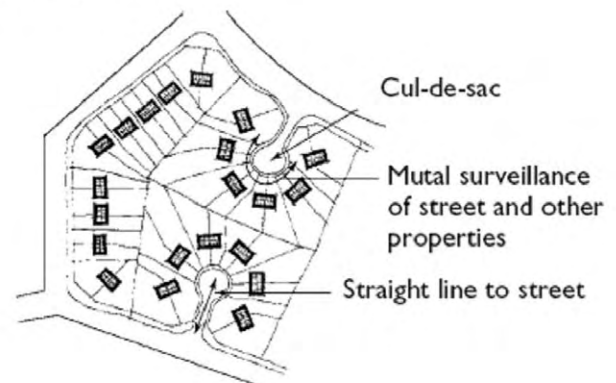 Cul-de-sac
Mutal surveillance
of street and other
properties
Straight line to street